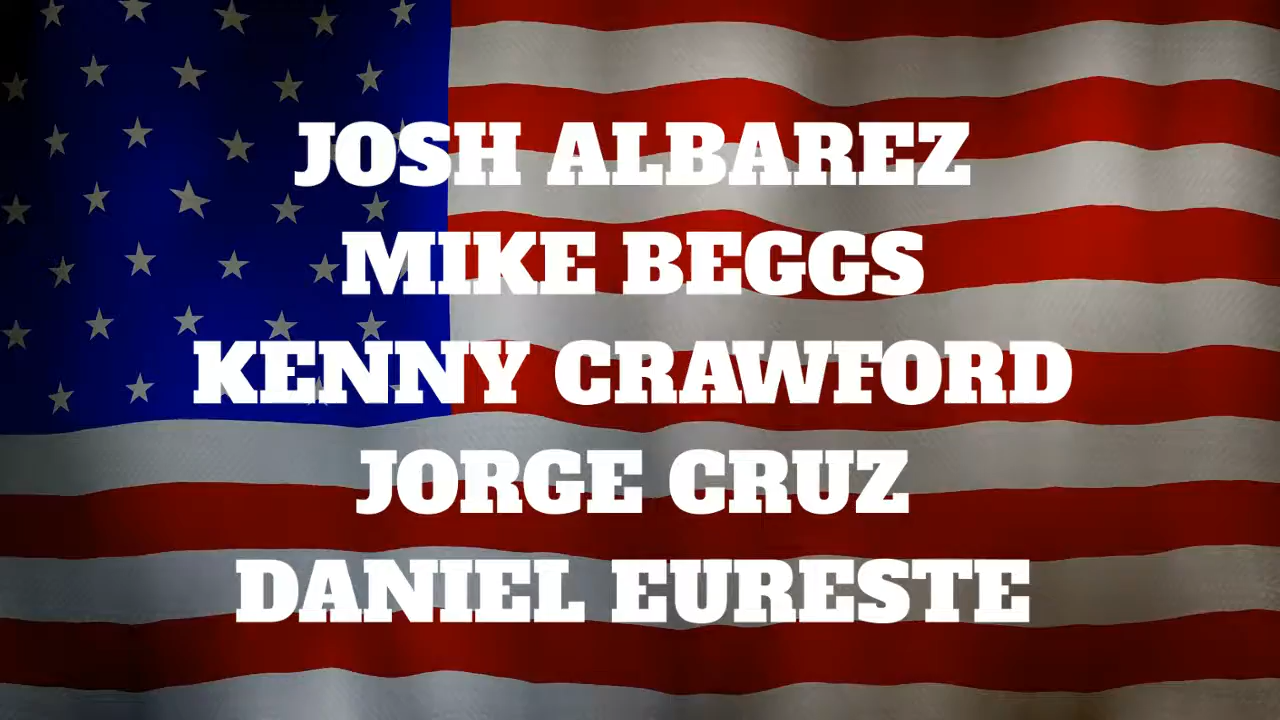 JOSH ALBAREZ
MIKE BEGGS
KENNY CRAWFORD
JORGE CRUZ
DANIEL EURESTE